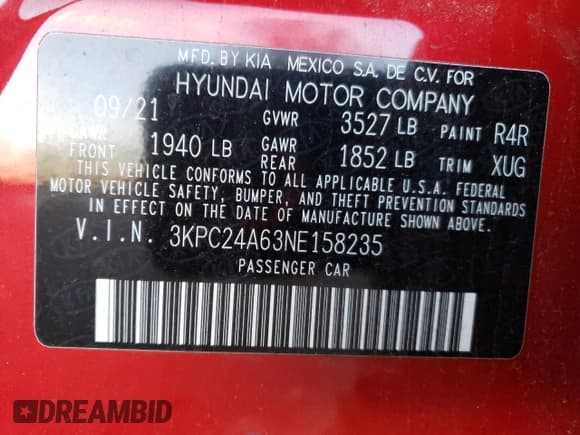 MFD. BY KIA MEXICO S.A. DE C.V. FOR
HYUNDAI MOTOR COMPANY
09/21 GVWR 3527 LB PAINT R4R
GAWR FRONT 1940 LB GAWR REAR 1852 LB TRIM XUG
THIS VEHICLE CONFORMS TO ALL APPLICABLE U.S.A. FEDERAL
MOTOR VEHICLE SAFETY, BUMPER, AND THEFT PREVENTION STANDARDS
IN EFFECT ON THE DATE OF MANUFACTURE SHOWN ABOVE.
V.I.N. 3KPC24A63NE158235
PASSENGER CAR
DREAMBID